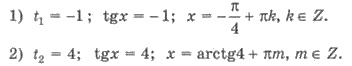 1) t₁ = −1 ; tgx = − 1; x = −π/4 + πk, k ∈ Z.
2) t₂ = 4; tgx = 4; x = arctg4 + πm, m ∈ Z.